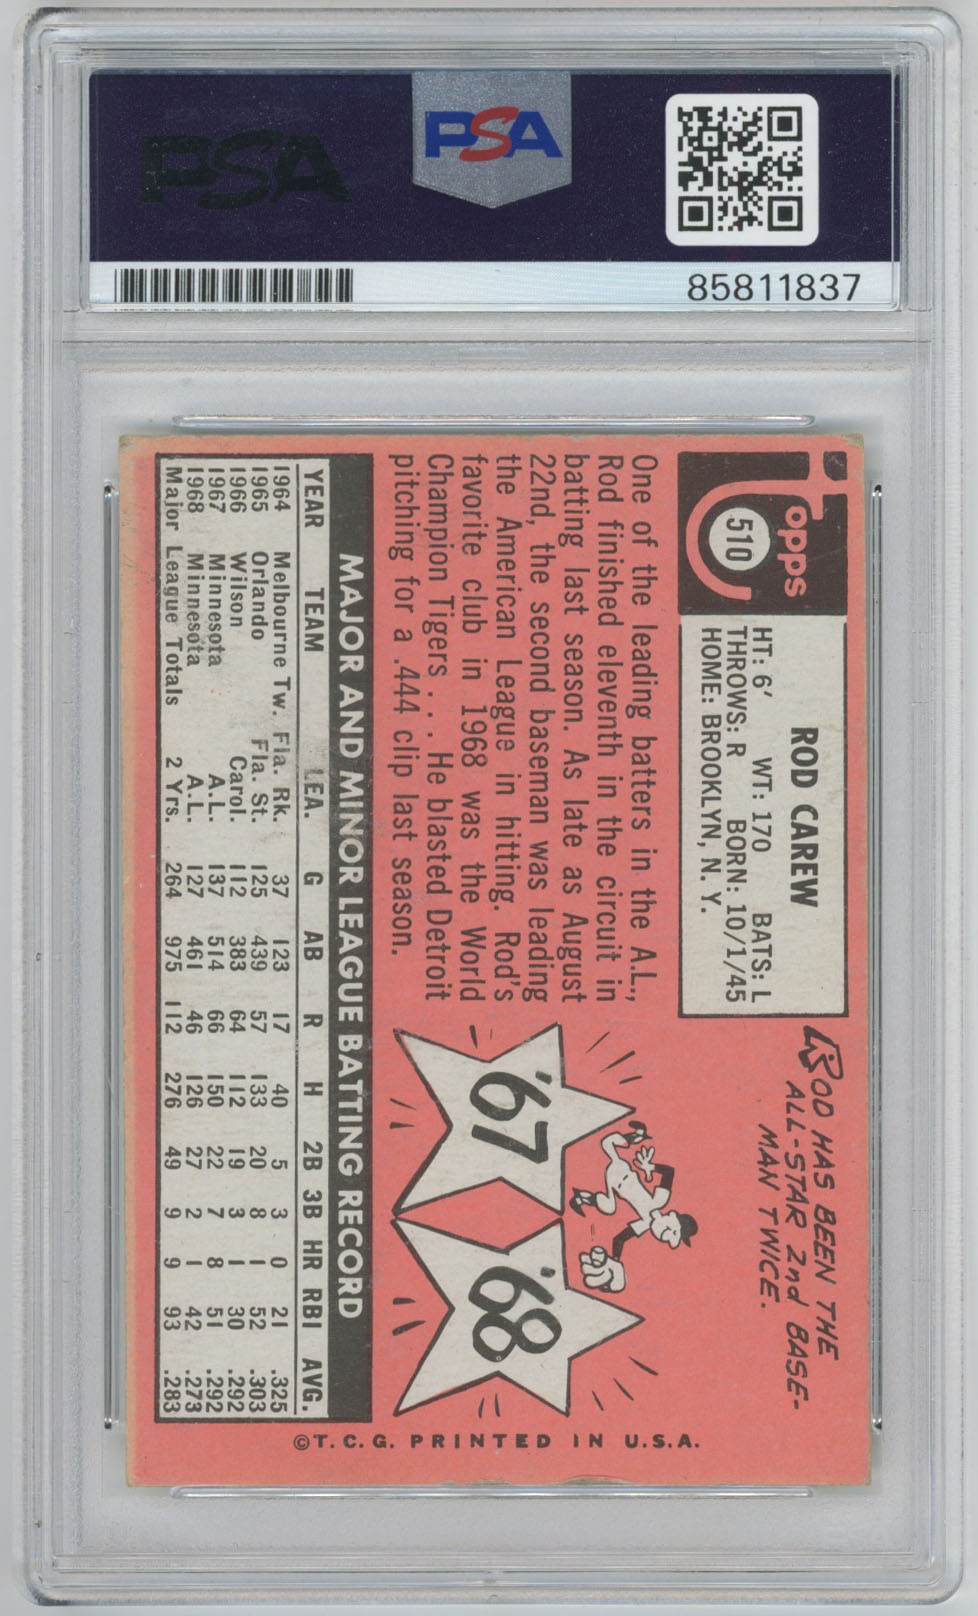 PSA
PSA
85811837
Topps
510
ROD CAREW
HT: 6' WT: 170 BATS: L
THROWS: R BORN: 10/1/45
HOME: BROOKLYN, N. Y.
ROD HAS BEEN THE
ALL-STAR 2nd BASE-
MAN TWICE.
One of the leading batters in the A.L.,
Rod finished eleventh in the circuit in
batting last season. As late as August
22nd, the second baseman was leading
the American League in hitting. Rod's
favorite club in 1968 was the World
Champion Tigers . . . He blasted Detroit
pitching for a .444 clip last season.
'67
'68
MAJOR AND MINOR LEAGUE BATTING RECORD
YEAR TEAM LEA. G AB R H 2B 3B HR RBI AVG.
1964 Melbourne Tw. Fla. Rk. 37 123 17 40 5 3 0 21 .325
1965 Orlando Fla. St. 125 439 57 133 20 8 1 52 .303
1966 Wilson Carol. 112 383 64 112 19 3 1 30 .292
1967 Minnesota A.L. 137 514 66 150 22 7 8 51 .292
1968 Minnesota A.L. 127 461 46 126 27 2 1 42 .273
Major League Totals 2 Yrs. 264 975 112 276 49 9 9 93 .283
©T.C.G. PRINTED IN U.S.A.